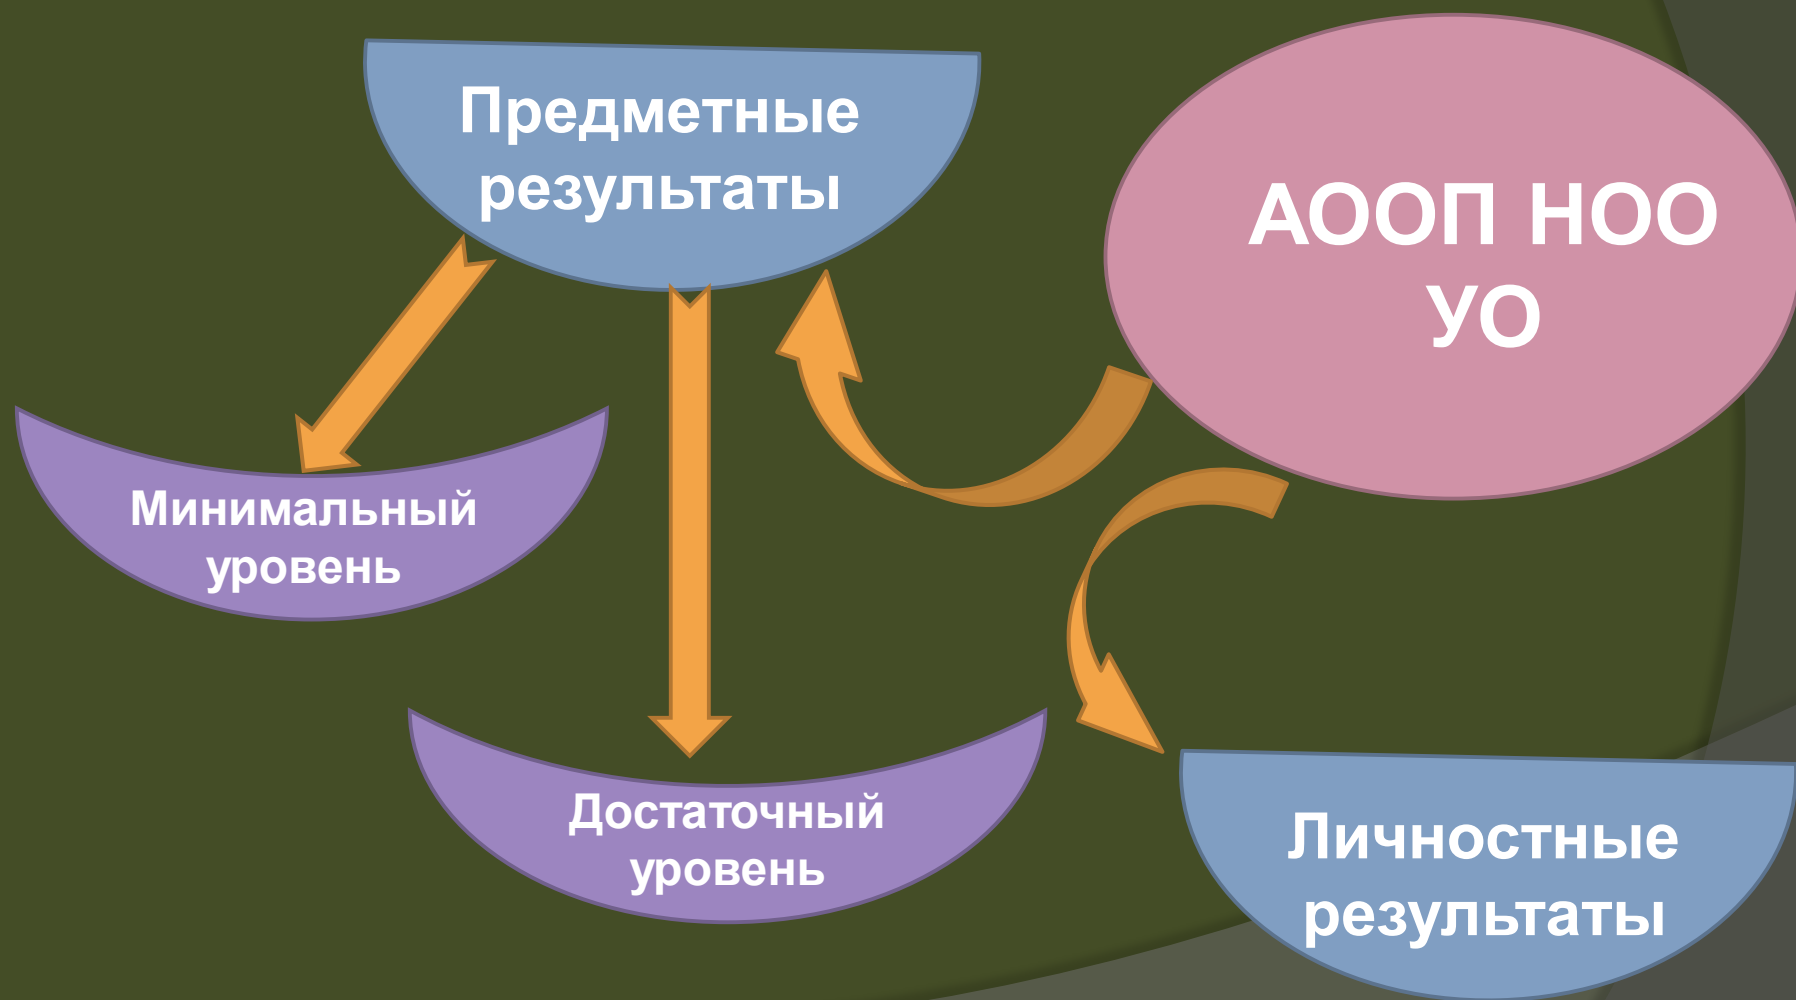 Предметные
результаты
АООП НОО
УО
Минимальный
уровень
Достаточный
уровень
Личностные
результаты